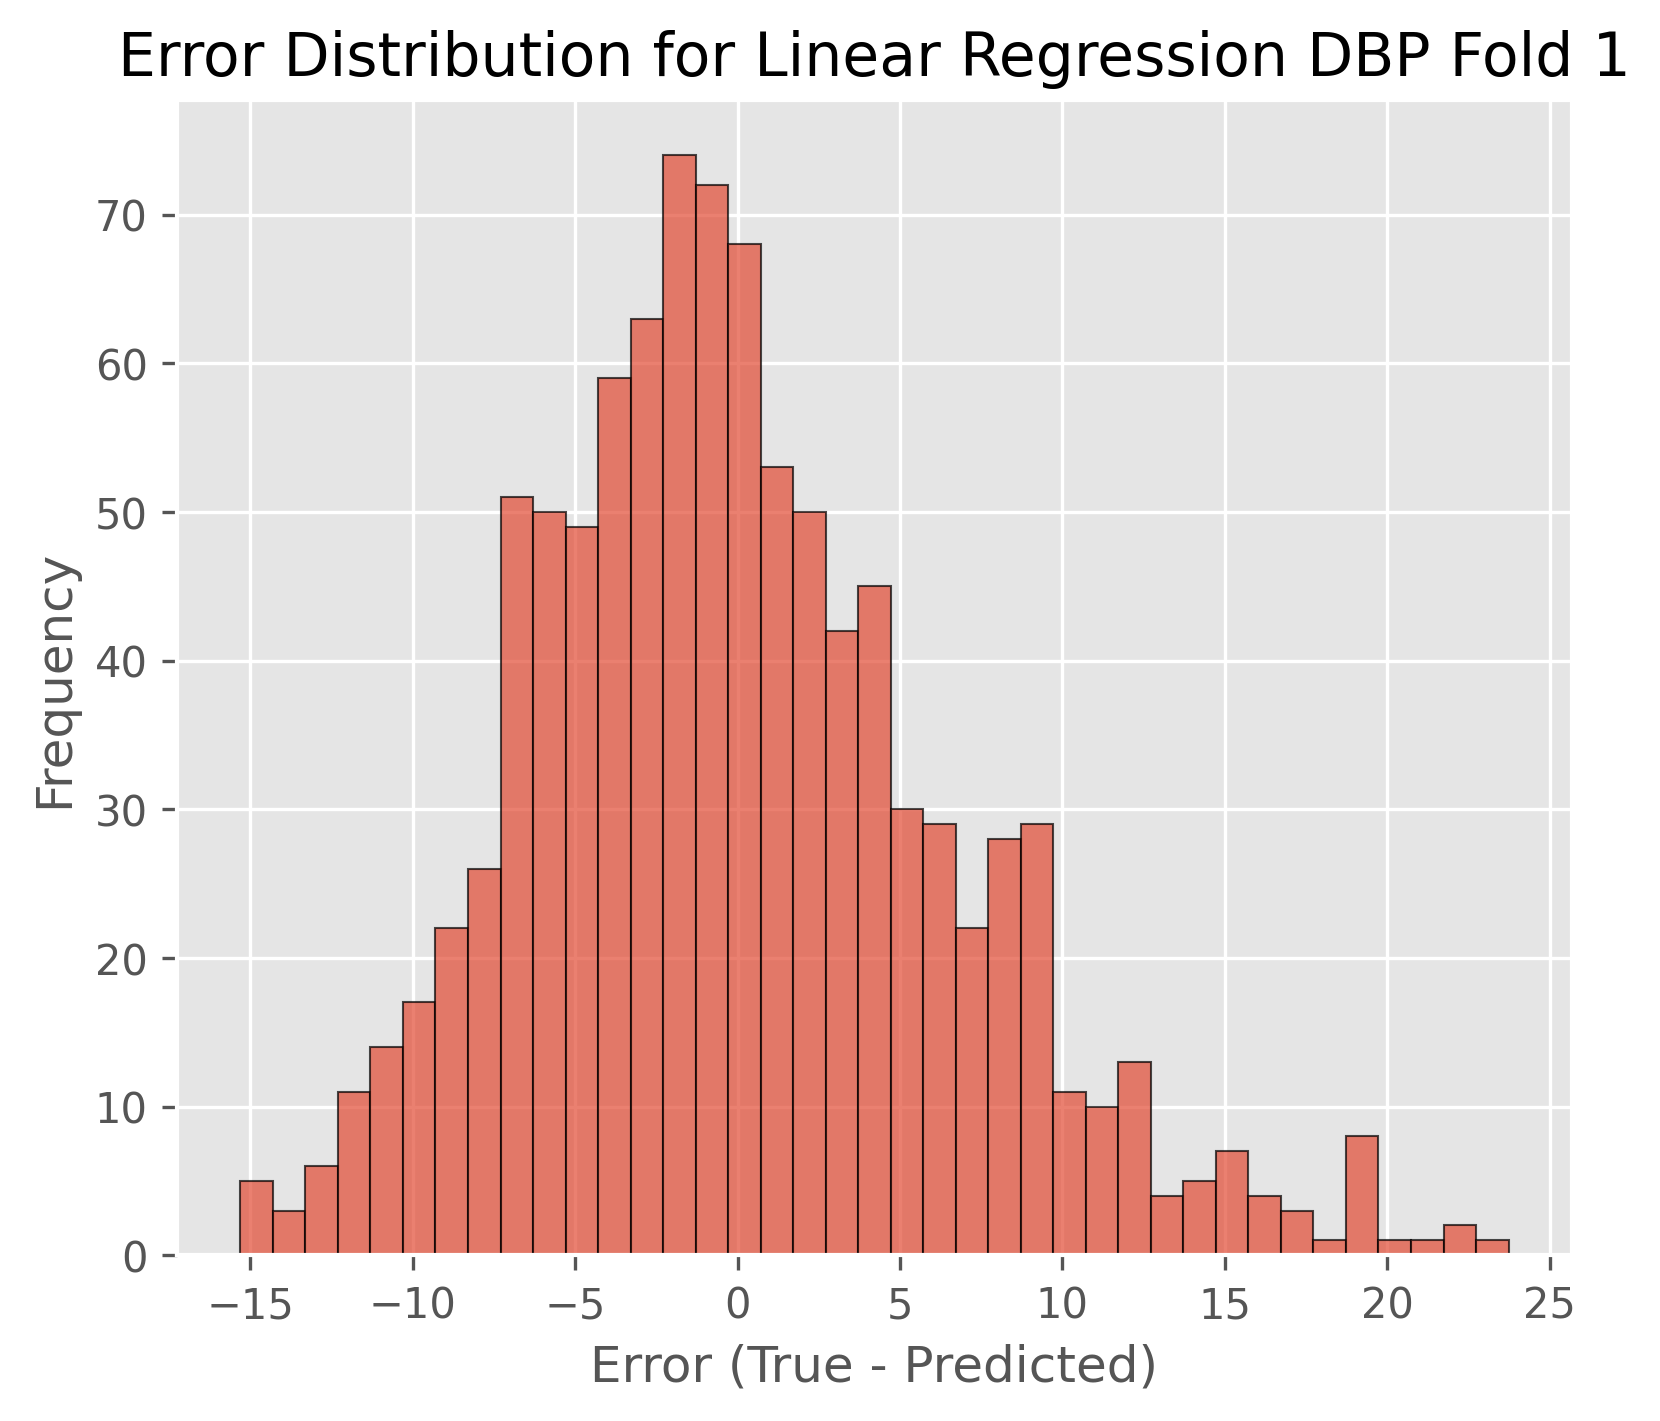 Error Distribution for Linear Regression DBP Fold 1
70
60
50
40
30
20
10
0
Frequency
−15 −10 −5 0 5 10 15 20 25
Error (True - Predicted)